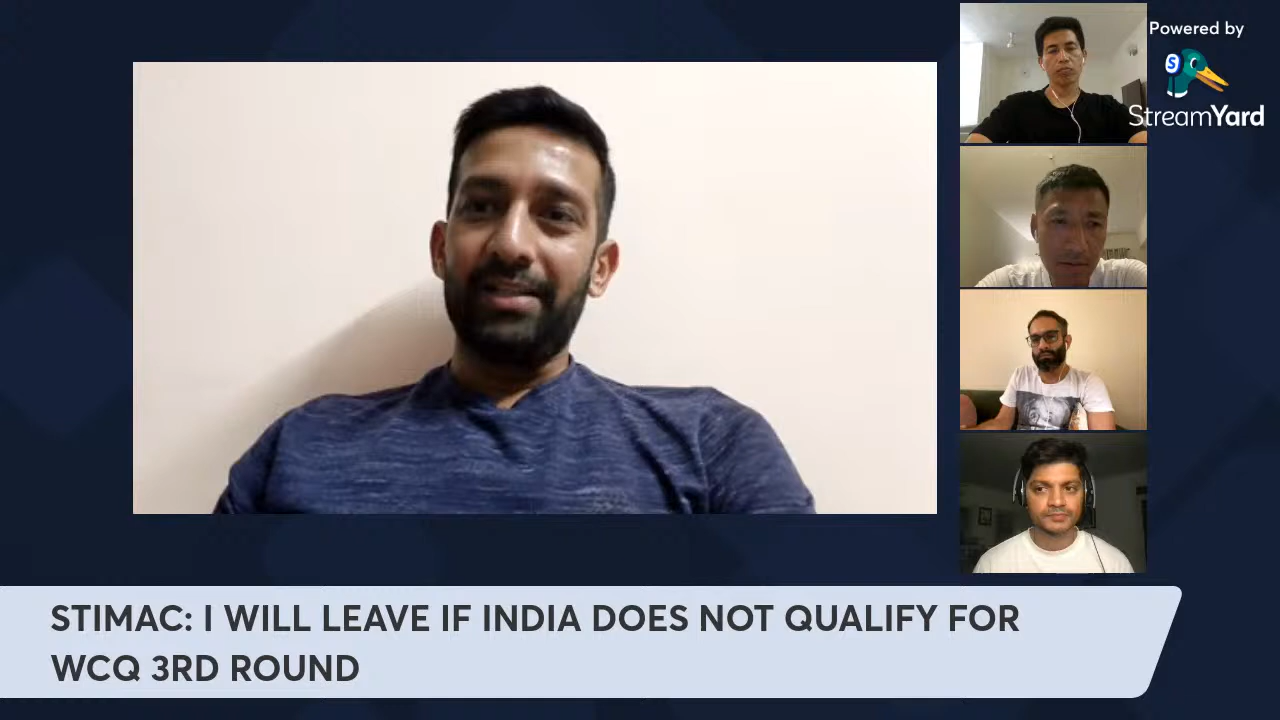 Powered by
S
StreamYard
STIMAC: I WILL LEAVE IF INDIA DOES NOT QUALIFY FOR
WCQ 3RD ROUND